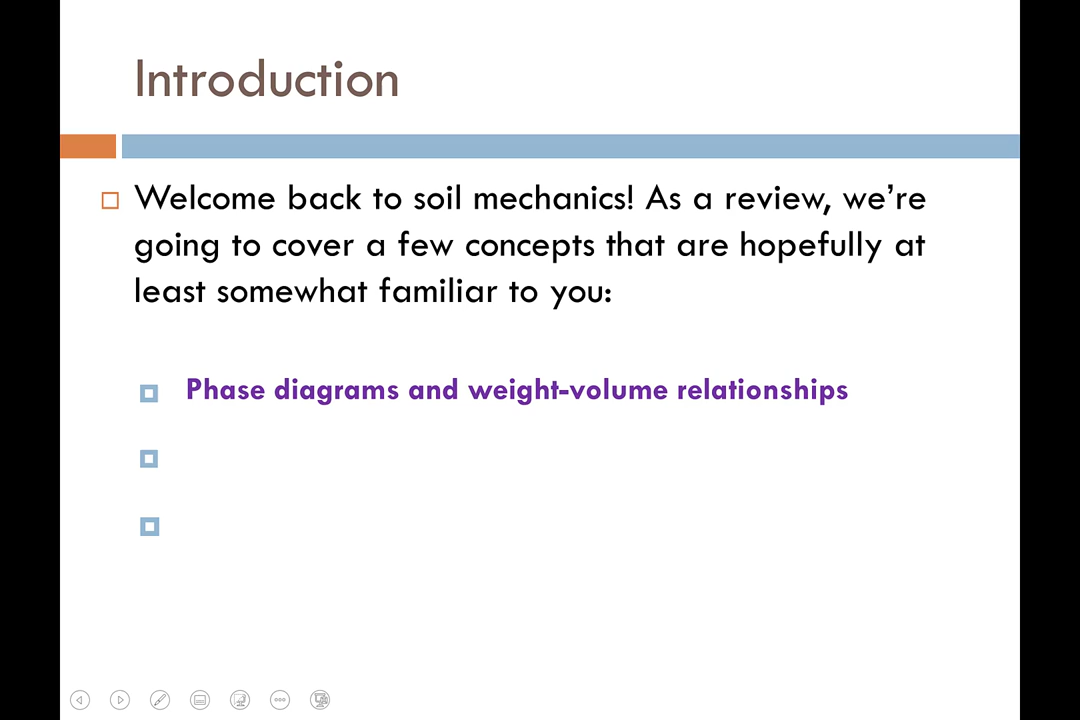 Introduction
Welcome back to soil mechanics! As a review, we’re
going to cover a few concepts that are hopefully at
least somewhat familiar to you:
Phase diagrams and weight-volume relationships